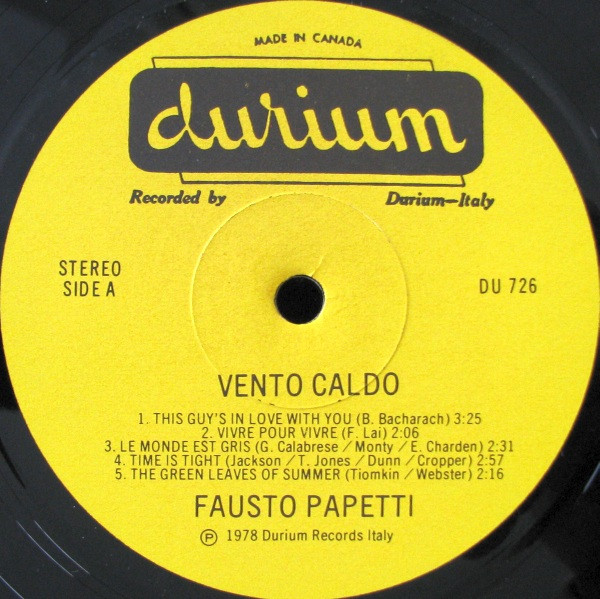 MADE IN CANADA
durium
Recorded by Durium—Italy
STEREO
SIDE A
DU 726
VENTO CALDO
1. THIS GUY'S IN LOVE WITH YOU (B. Bacharach) 3:25
2. VIVRE POUR VIVRE (F. Lai) 2:06
3. LE MONDE EST GRIS (G. Calabrese / Monty / E. Charden) 2:31
4. TIME IS TIGHT (Jackson / T. Jones / Dunn / Cropper) 2:57
5. THE GREEN LEAVES OF SUMMER (Tiomkin / Webster) 2:16
FAUSTO PAPETTI
℗ 1978 Durium Records Italy